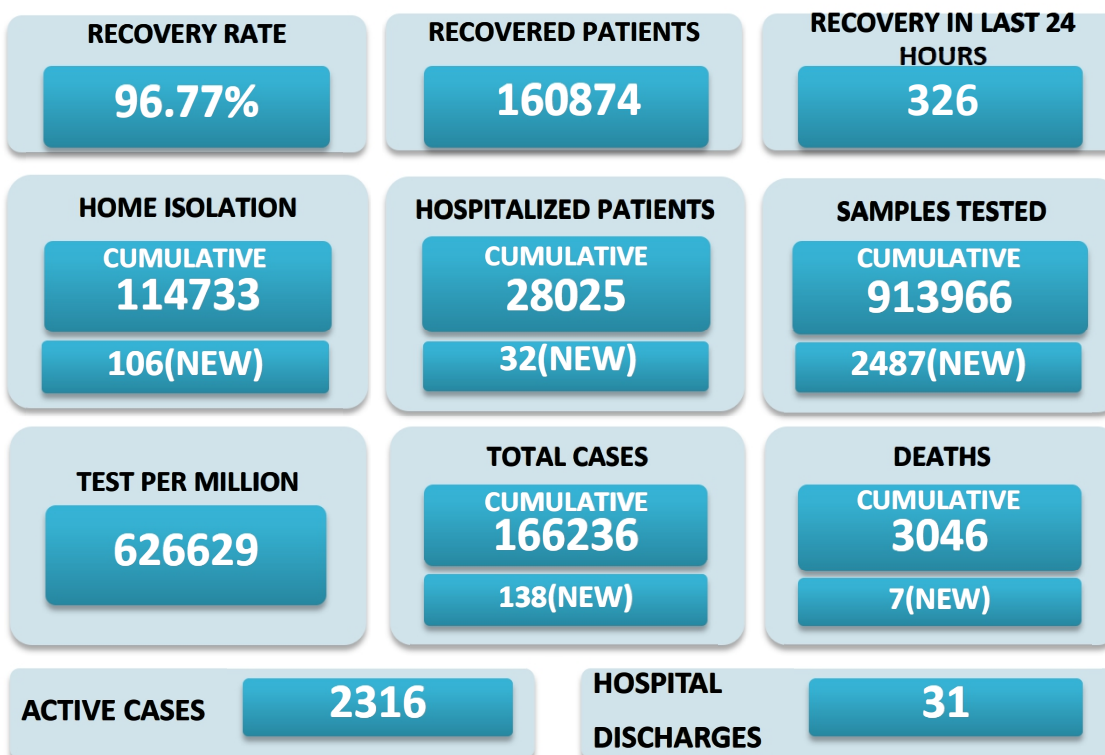 RECOVERY RATE
96.77%
RECOVERED PATIENTS
160874
RECOVERY IN LAST 24
HOURS
326
HOME ISOLATION
CUMULATIVE
114733
106(NEW)
HOSPITALIZED PATIENTS
CUMULATIVE
28025
32(NEW)
SAMPLES TESTED
CUMULATIVE
913966
2487(NEW)
TEST PER MILLION
626629
TOTAL CASES
CUMULATIVE
166236
138(NEW)
DEATHS
CUMULATIVE
3046
7(NEW)
ACTIVE CASES
2316
HOSPITAL
DISCHARGES
31